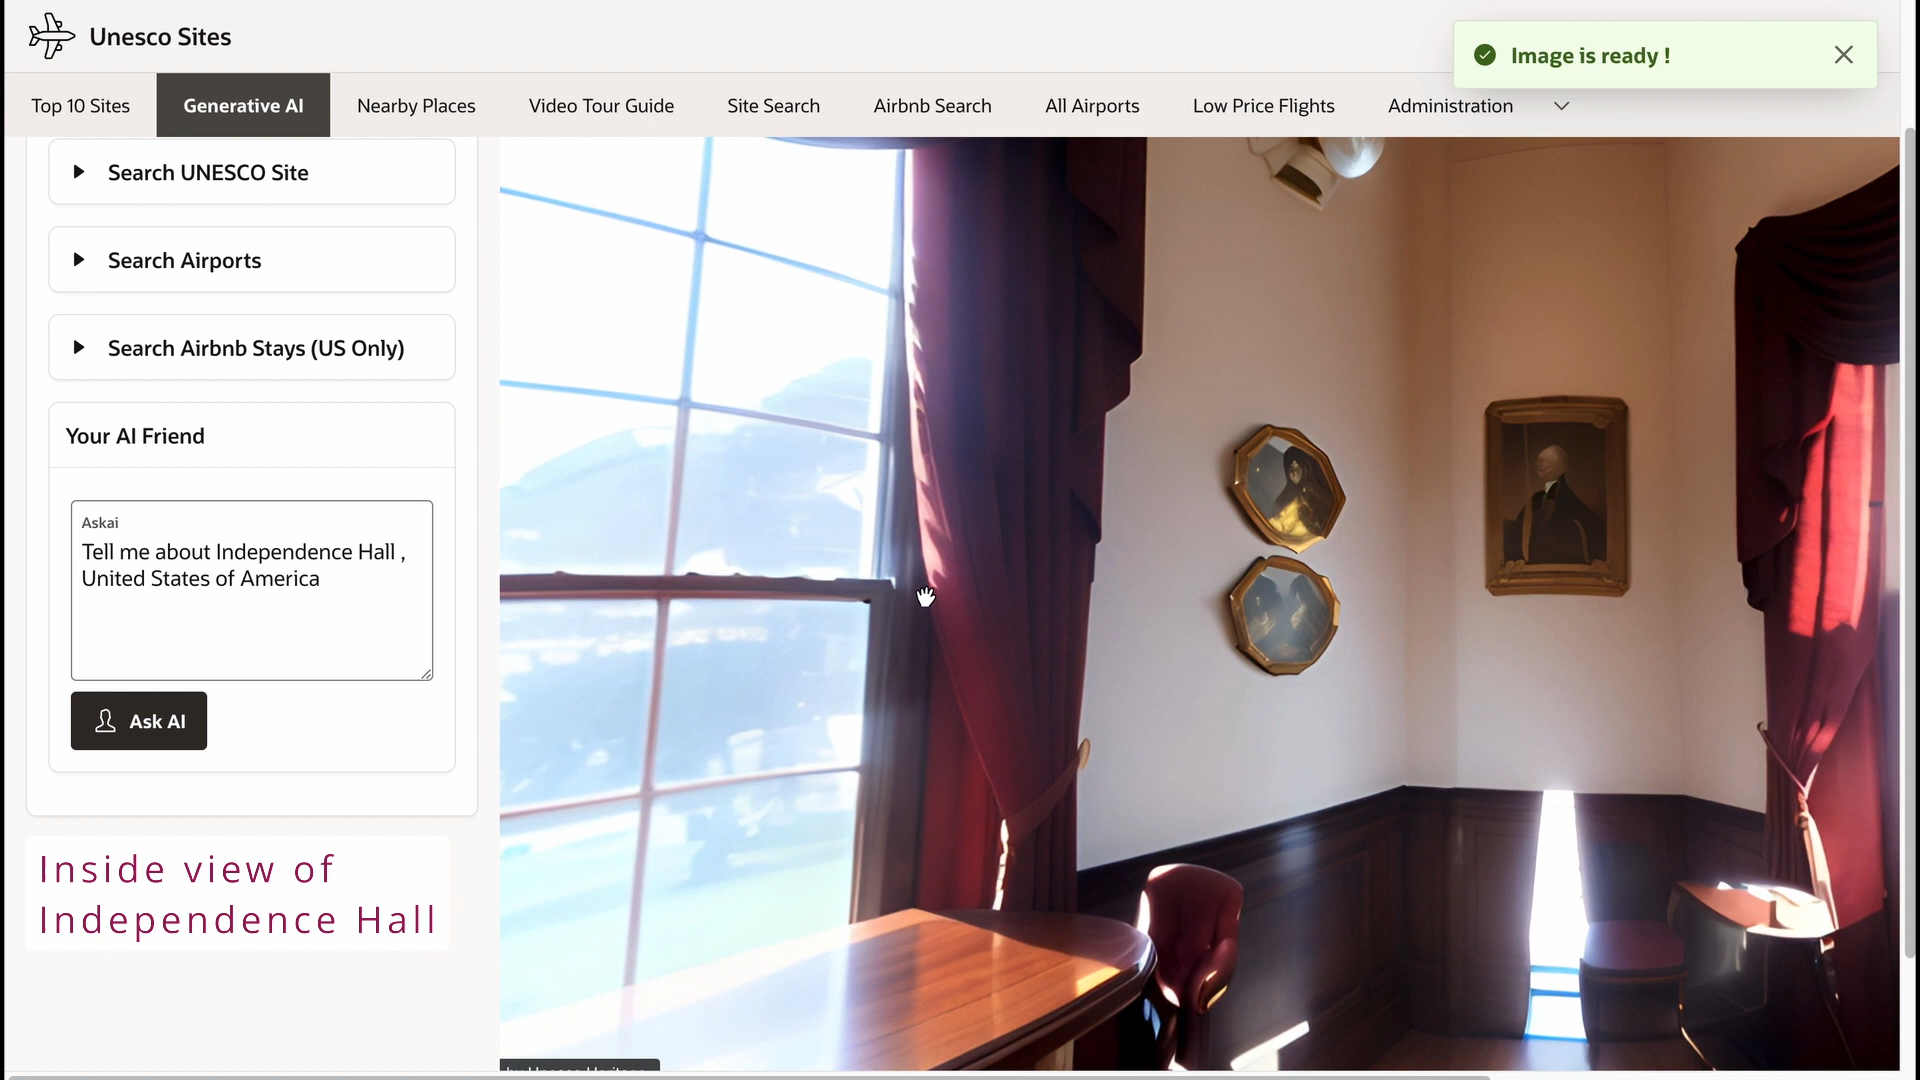 Unesco Sites
Image is ready !
Top 10 Sites
Generative AI
Nearby Places
Video Tour Guide
Site Search
Airbnb Search
All Airports
Low Price Flights
Administration
Search UNESCO Site
Search Airports
Search Airbnb Stays (US Only)
Your AI Friend
Askai
Tell me about Independence Hall ,
United States of America
Ask AI
Inside view of
Independence Hall